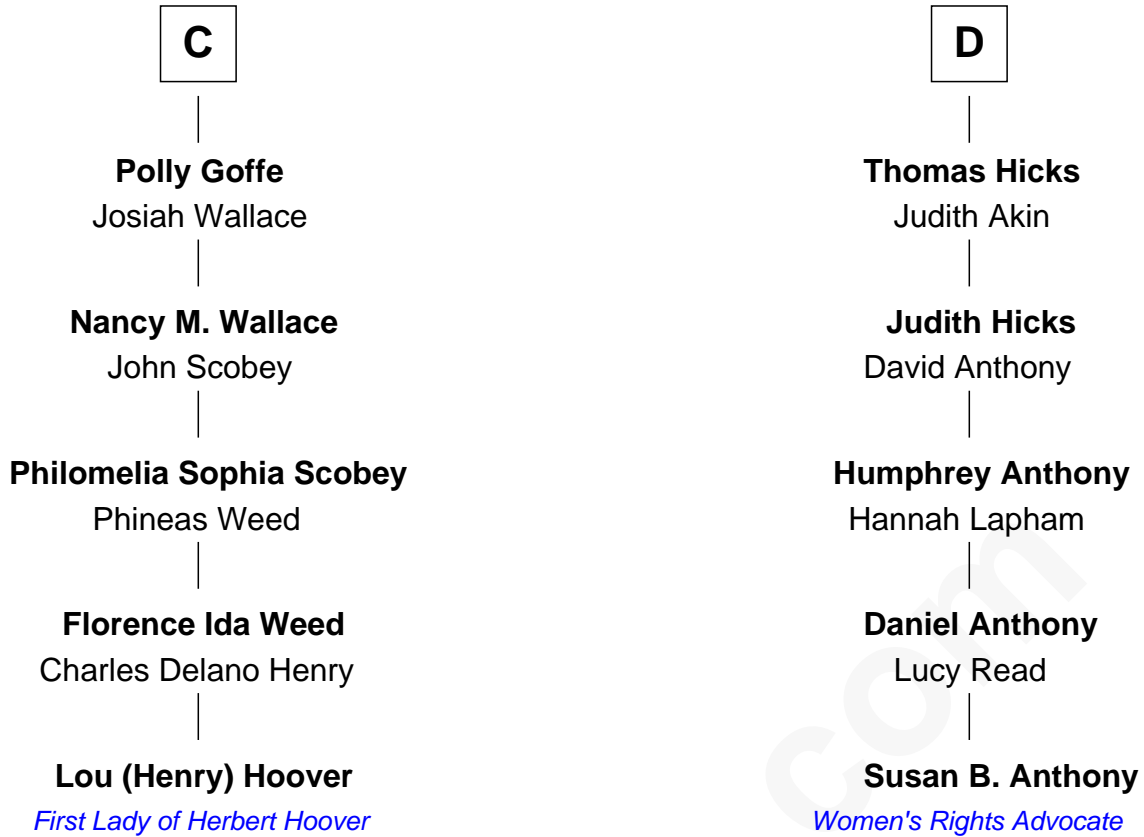 C
Polly Goffe
Josiah Wallace
Nancy M. Wallace
John Scobey
Philomelia Sophia Scobey
Phineas Weed
Florence Ida Weed
Charles Delano Henry
Lou (Henry) Hoover
First Lady of Herbert Hoover
D
Thomas Hicks
Judith Akin
Judith Hicks
David Anthony
Humphrey Anthony
Hannah Lapham
Daniel Anthony
Lucy Read
Susan B. Anthony
Women's Rights Advocate
com